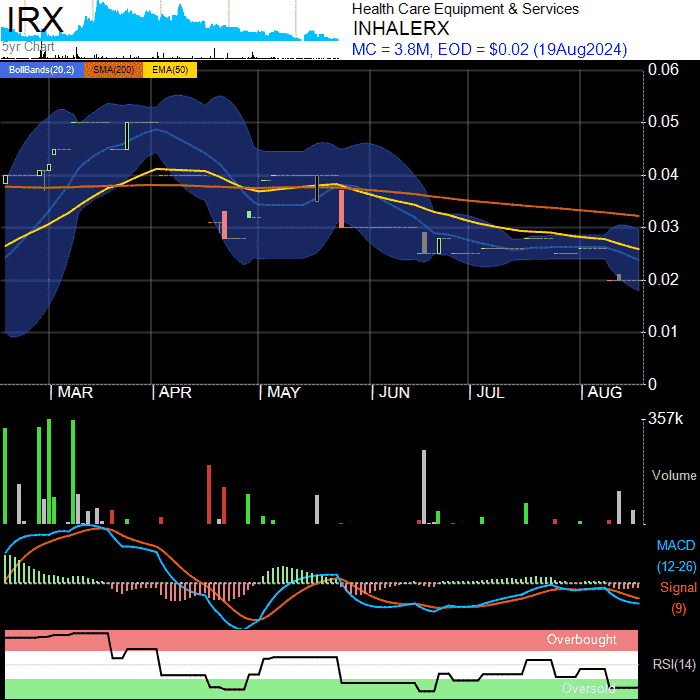 IRX
5yr Chart
Health Care Equipment & Services
INHALERX
MC = 3.8M, EOD = $0.02 (19Aug2024)
BollBands(20,2) SMA(200) EMA(50)
0.06
0.05
0.04
0.03
0.02
0.01
0
MAR APR MAY JUN JUL AUG
357k
Volume
MACD
(12-26)
Signal
(9)
Overbought
RSI(14)
Oversold